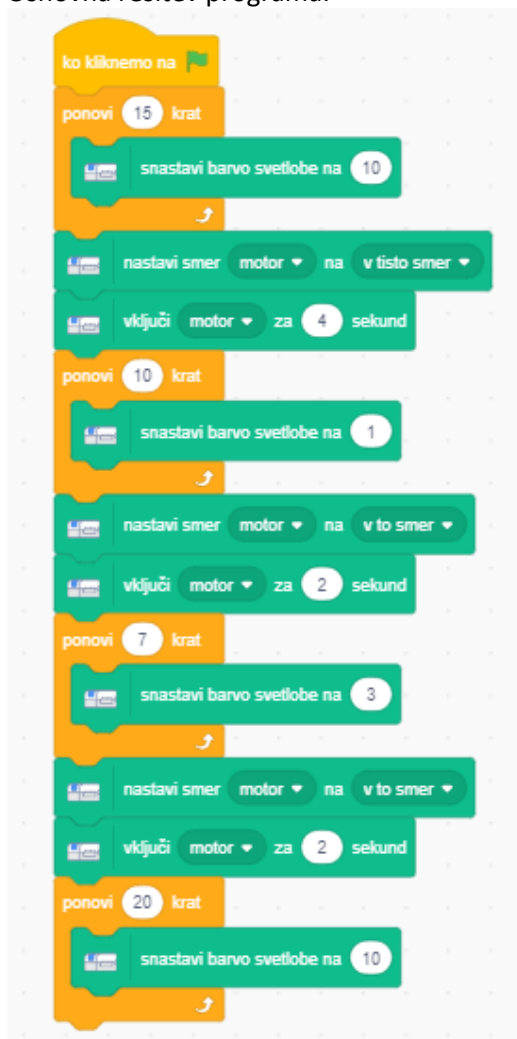 ko kliknemo na
ponovi 15 krat
snastavi barvo svetlobe na 10
nastavi smer motor na v tisto smer
vključi motor za 4 sekund
ponovi 10 krat
snastavi barvo svetlobe na 1
nastavi smer motor na v to smer
vključi motor za 2 sekund
ponovi 7 krat
snastavi barvo svetlobe na 3
nastavi smer motor na v to smer
vključi motor za 2 sekund
ponovi 20 krat
snastavi barvo svetlobe na 10